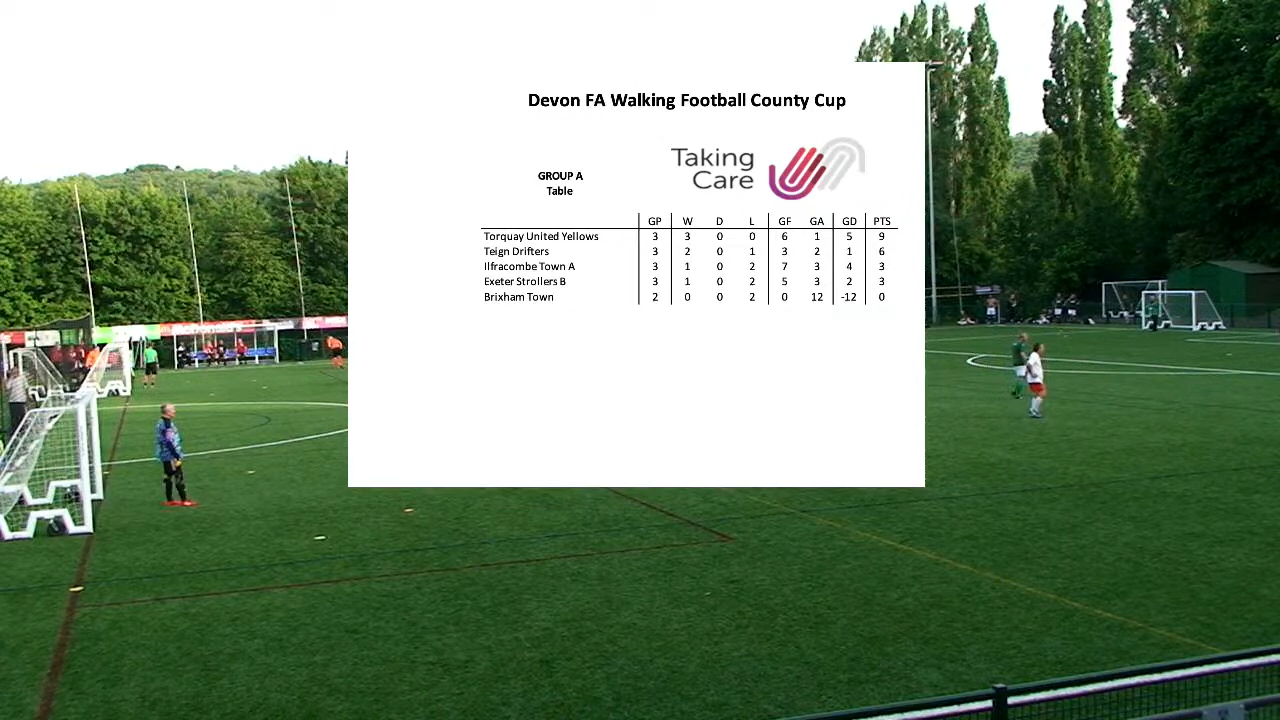 Devon FA Walking Football County Cup
Taking
Care
GROUP A
Table
GP W D L GF GA GD PTS
Torquay United Yellows 3 3 0 0 6 1 5 9
Teign Drifters 3 2 0 1 3 2 1 6
Ilfracombe Town A 3 1 0 2 7 3 4 3
Exeter Strollers B 3 1 0 2 5 3 2 3
Brixham Town 2 0 0 2 0 12 -12 0